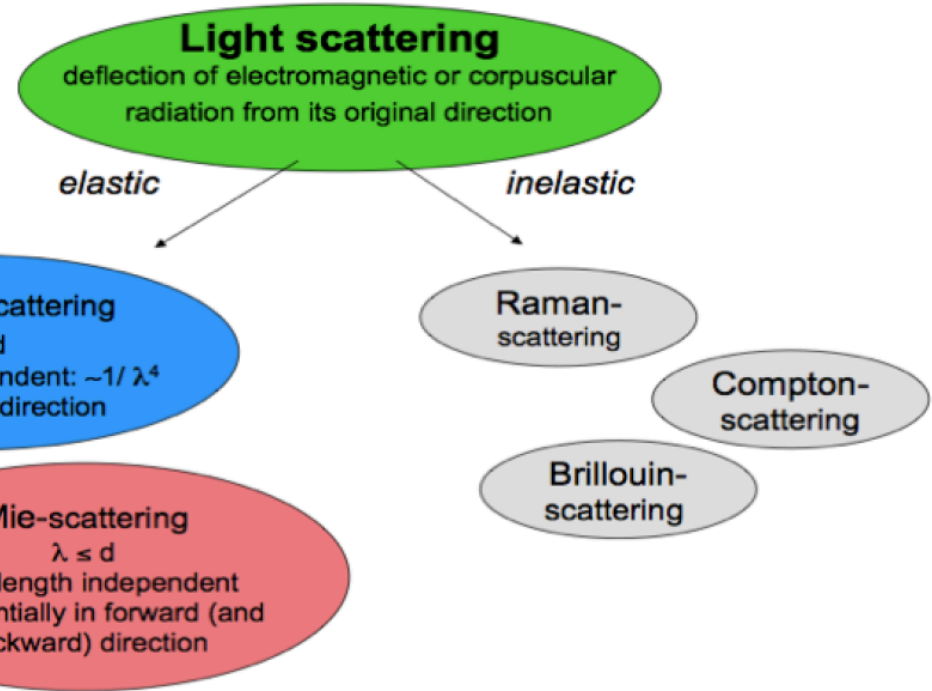 Light scattering
deflection of electromagnetic or corpuscular
radiation from its original direction
elastic
inelastic
cattering
d
ndent: ~1/ λ⁴
direction
Mie-scattering
λ ≤ d
length independent
ntially in forward (and
ckward) direction
Raman-
scattering
Compton-
scattering
Brillouin-
scattering